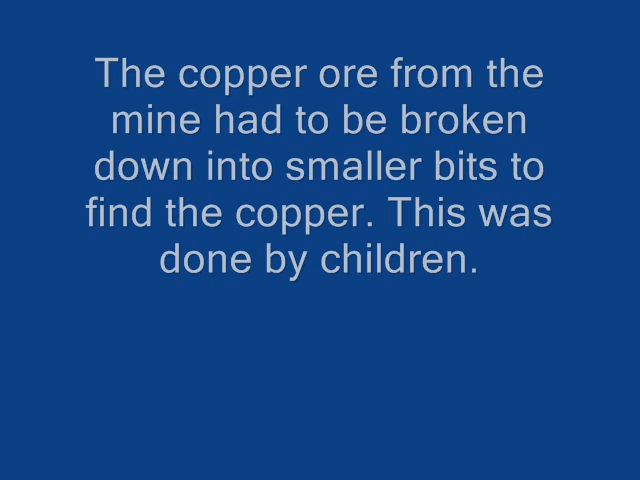 The copper ore from the
mine had to be broken
down into smaller bits to
find the copper. This was
done by children.